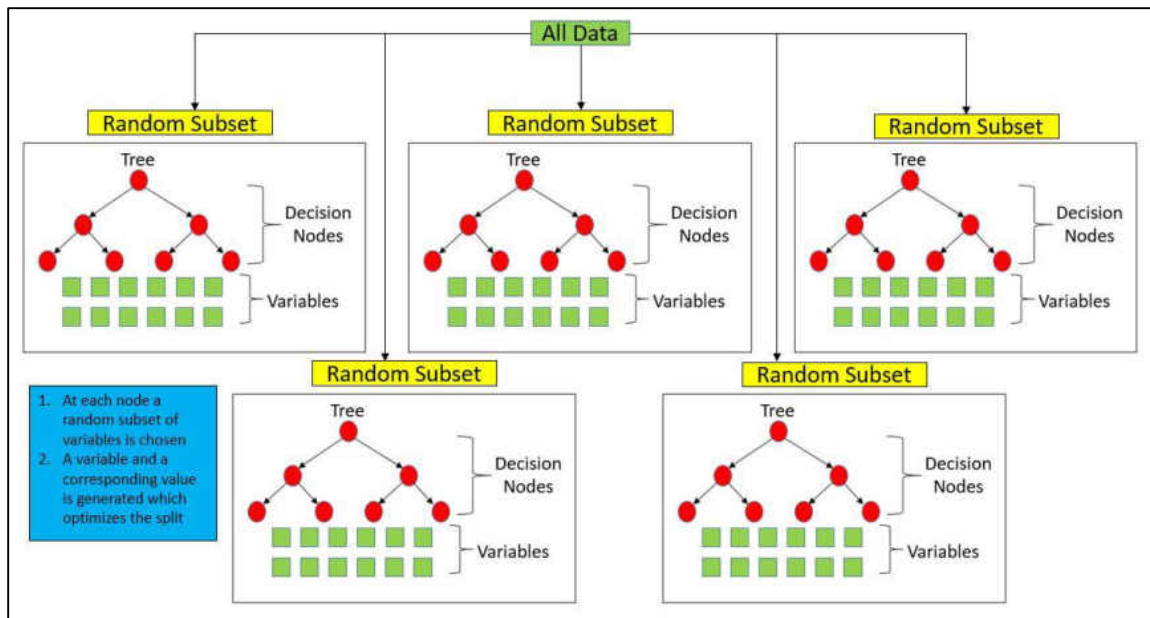 All Data
Random Subset
Tree
Decision
Nodes
Variables
Random Subset
Tree
Decision
Nodes
Variables
Random Subset
Tree
Decision
Nodes
Variables
1. At each node a
random subset of
variables is chosen
2. A variable and a
corresponding value
is generated which
optimizes the split
Random Subset
Tree
Decision
Nodes
Variables
Random Subset
Tree
Decision
Nodes
Variables